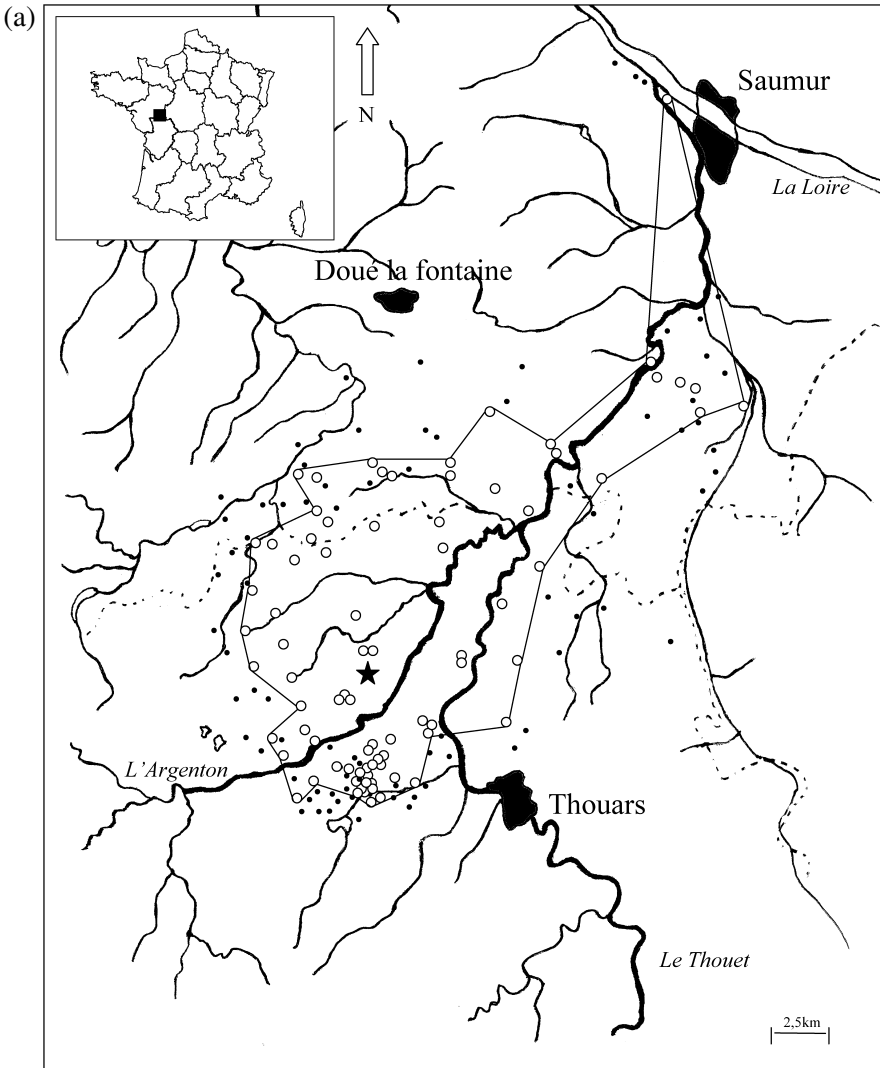 (a)
N
Saumur
La Loire
Doué la fontaine
L'Argenton
Thouars
Le Thouet
2,5km